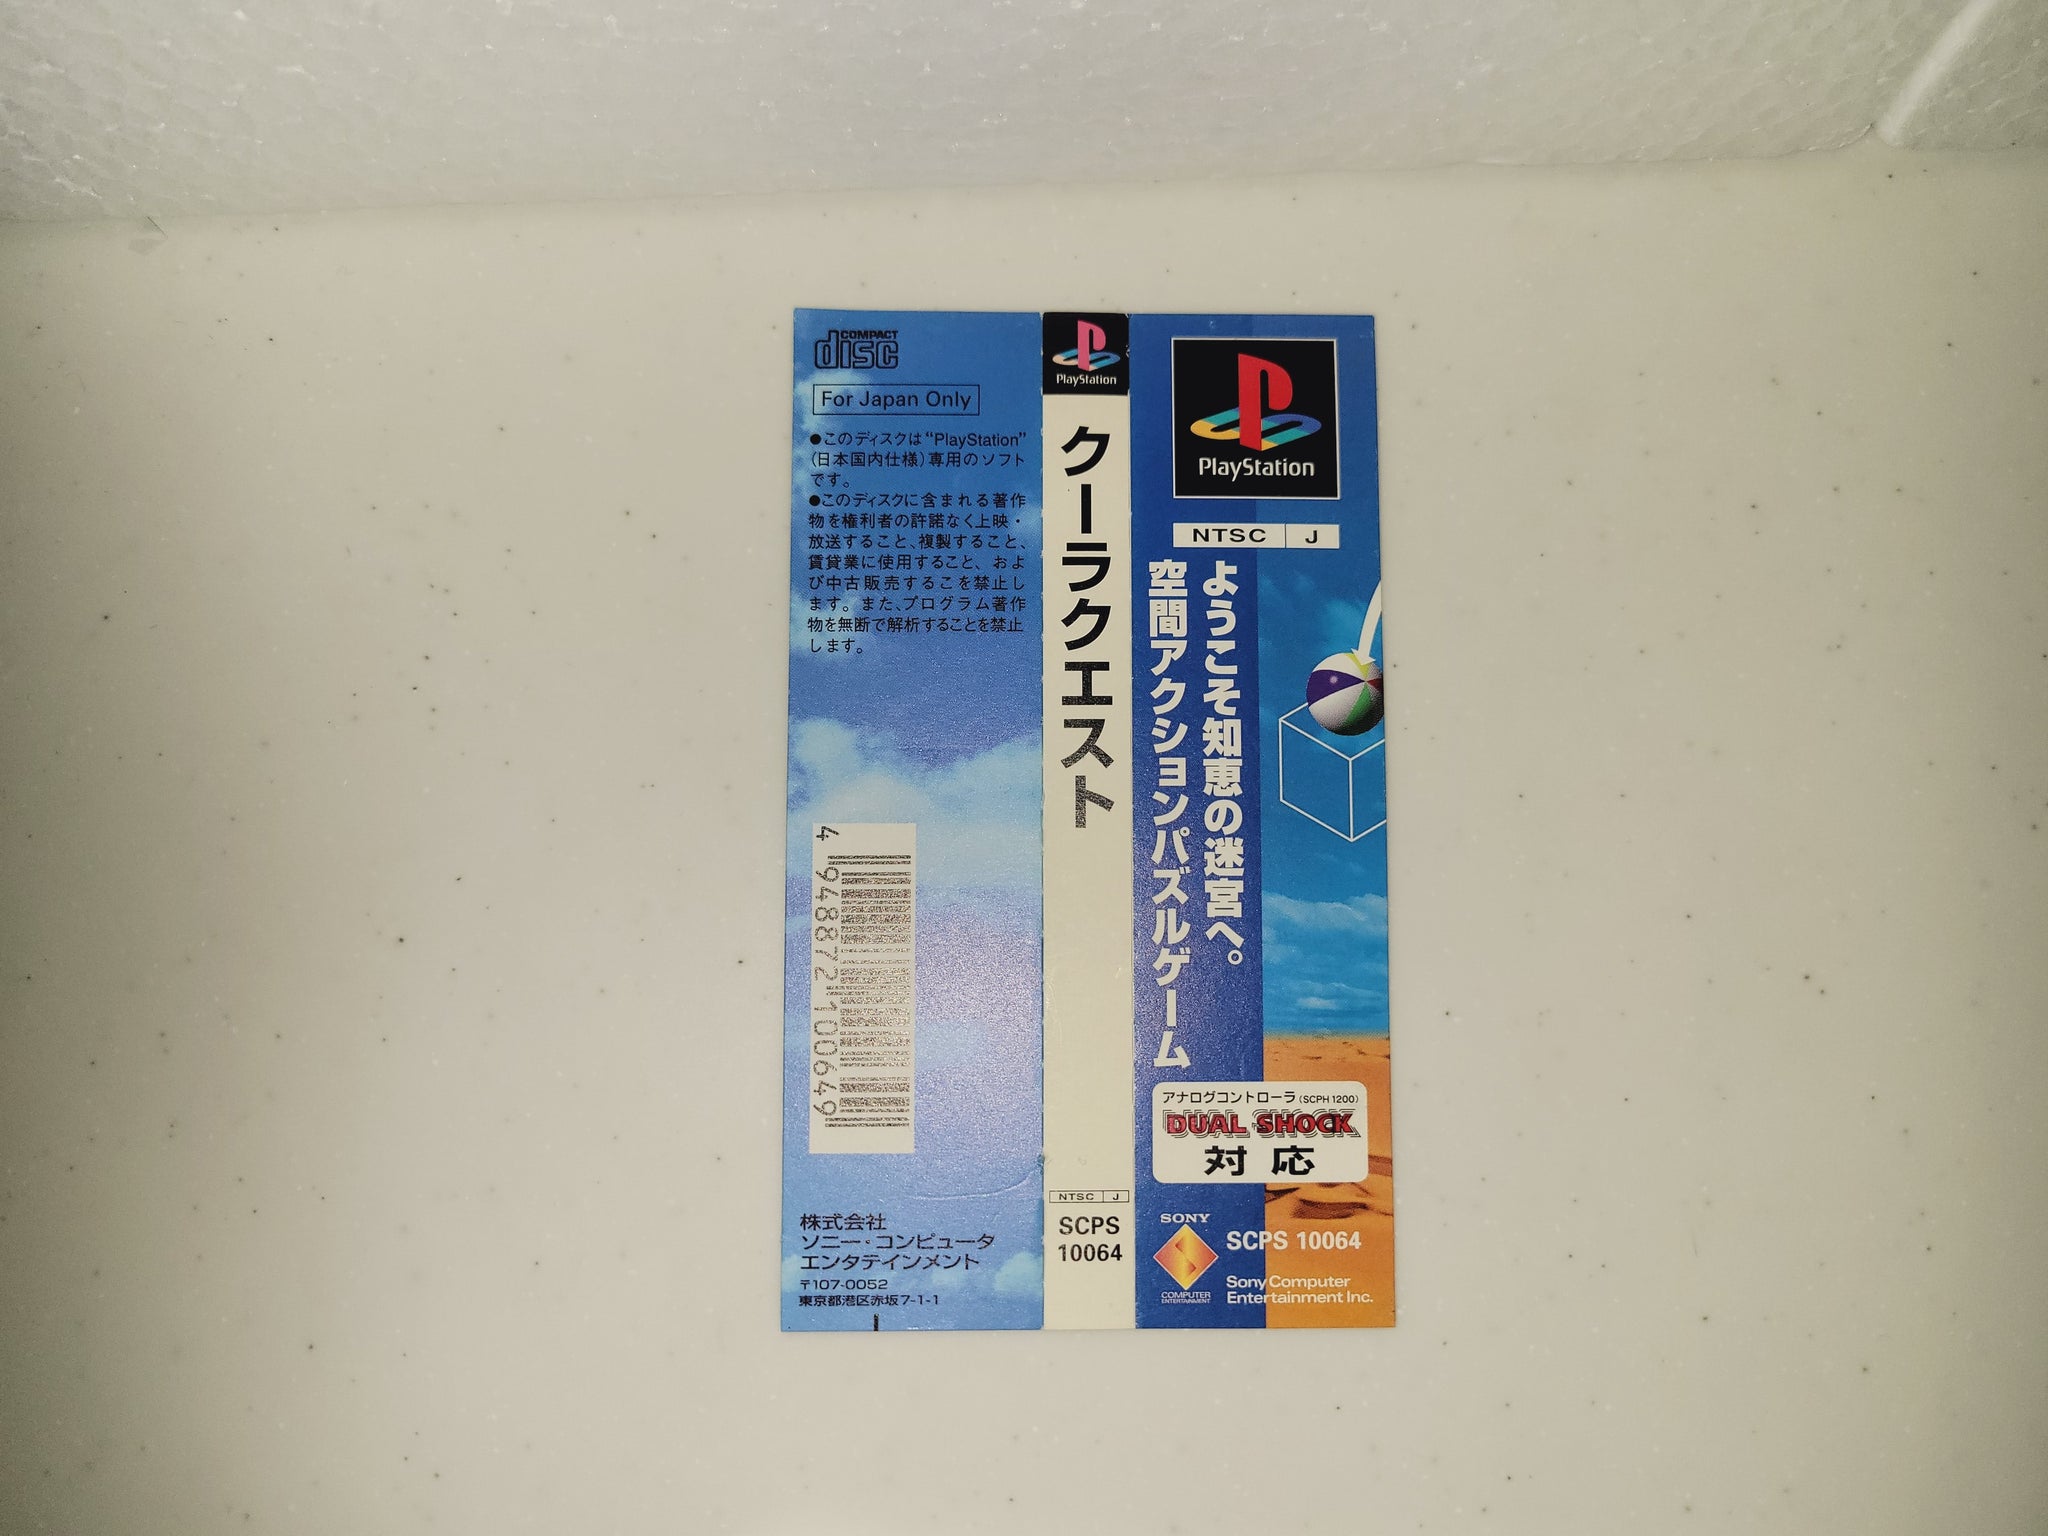 COMPACT
disc
For Japan Only
●このディスクは“PlayStation”
(日本国内仕様)専用のソフト
です。
●このディスクに含まれる著作
物を権利者の許諾なく上映・
放送すること、複製すること、
賃貸業に使用すること、およ
び中古販売するこを禁止し
ます。また、プログラム著作
物を無断で解析することを禁止
します。
4 948872 100649
株式会社
ソニー・コンピュータ
エンタテインメント
〒107-0052
東京都港区赤坂7-1-1
PlayStation
クーラクエスト
NTSC J
SCPS
10064
PlayStation
NTSC J
ようこそ知恵の迷宮へ。
空間アクションパズルゲーム
アナログコントローラ(SCPH 1200)
DUAL SHOCK
対応
SONY
COMPUTER
ENTERTAINMENT
SCPS 10064
Sony Computer
Entertainment Inc.